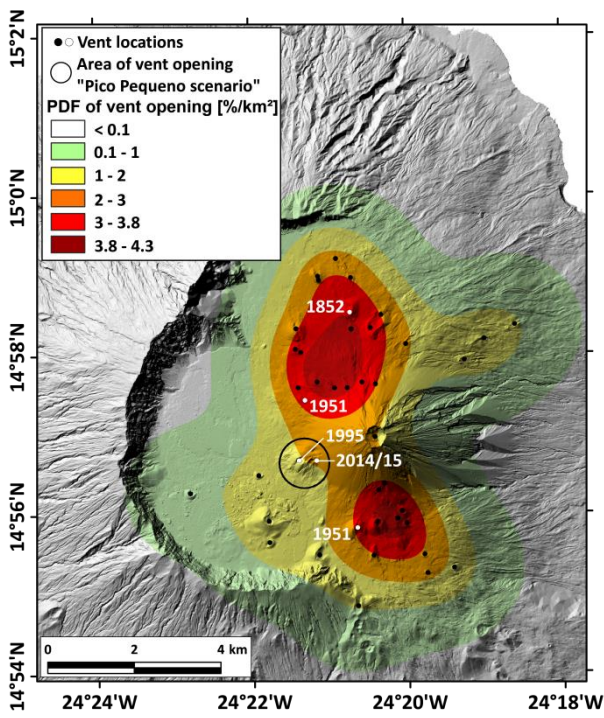 15°2'N
Vent locations
Area of vent opening
"Pico Pequeno scenario"
PDF of vent opening [%/km²]
< 0.1
0.1 - 1
1 - 2
2 - 3
3 - 3.8
3.8 - 4.3
15°0'N
1852
14°58'N
1951
1995
2014/15
14°56'N
1951
0 2 4 km
14°54'N
24°24'W 24°22'W 24°20'W 24°18'W